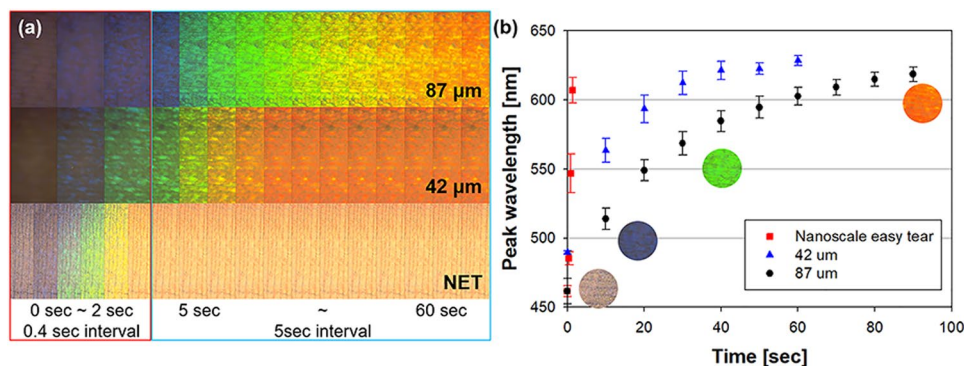 (a)
87 µm
42 µm
NET
0 sec ~ 2 sec
0.4 sec interval
5 sec ~ 60 sec
5sec interval
(b)
Peak wavelength [nm]
650
600
550
500
450
Nanoscale easy tear
42 um
87 um
0 20 40 60 80 100
Time [sec]